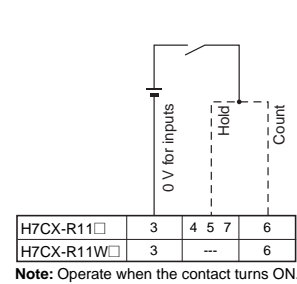 0 V for inputs
Hold
Count
H7CX-R11□ 3 4 5 7 6
H7CX-R11W□ 3 --- 6
Note: Operate when the contact turns ON.